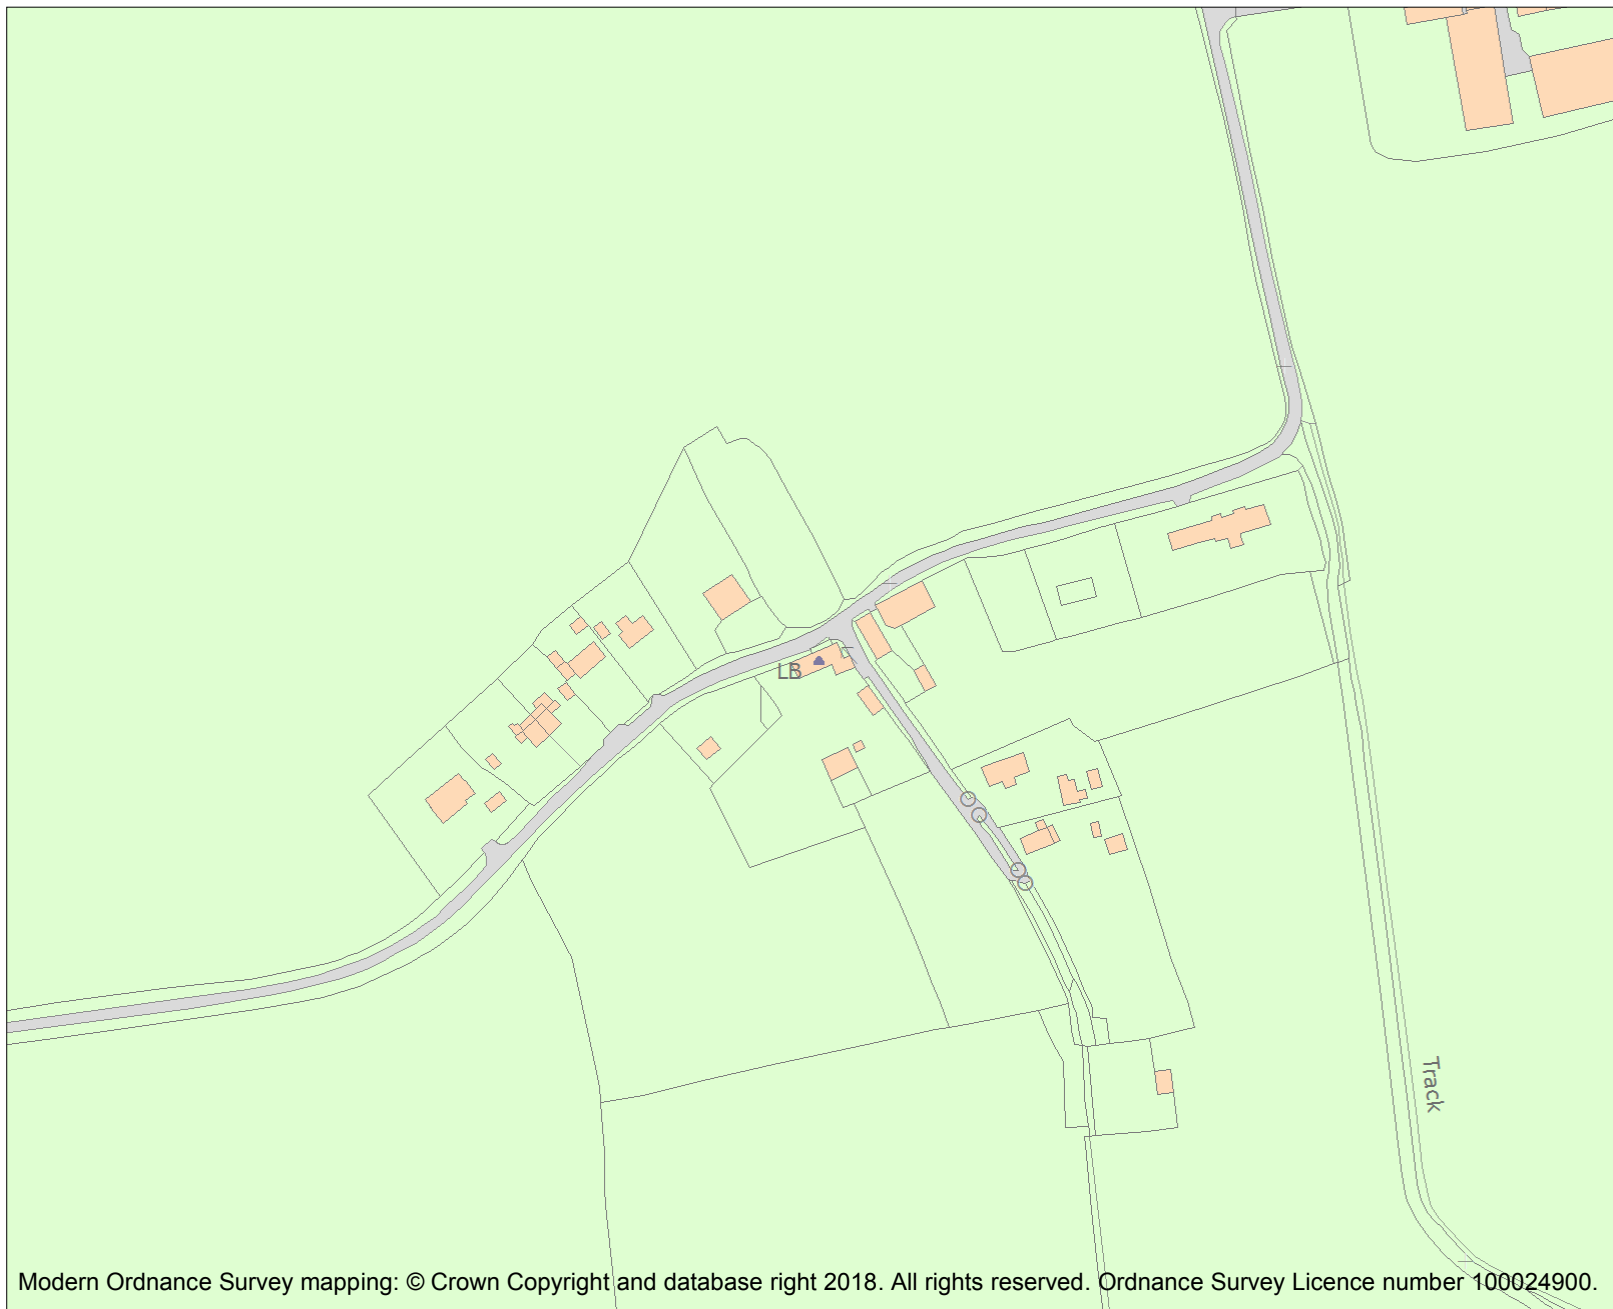 LB
Track
Modern Ordnance Survey mapping: © Crown Copyright and database right 2018. All rights reserved. Ordnance Survey Licence number 100024900.